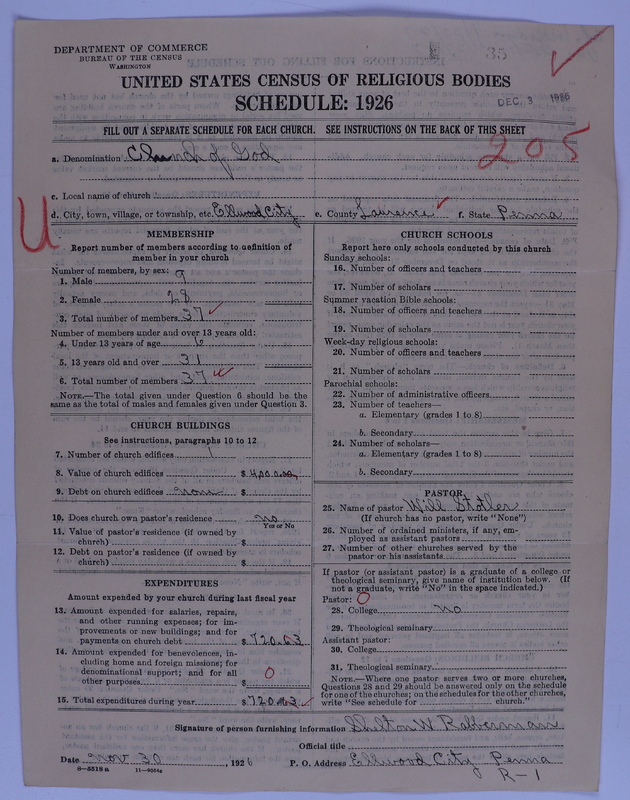 DEPARTMENT OF COMMERCE
BUREAU OF THE CENSUS
WASHINGTON
35
UNITED STATES CENSUS OF RELIGIOUS BODIES
SCHEDULE: 1926
DEC. 3 1926
FILL OUT A SEPARATE SCHEDULE FOR EACH CHURCH. SEE INSTRUCTIONS ON THE BACK OF THIS SHEET
205
a. Denomination Church of God
c. Local name of church
d. City, town, village, or township, etc. Ellwood City e. County Lawrence f. State Penna
U
MEMBERSHIP
Report number of members according to definition of
member in your church
Number of members, by sex:
1. Male 9
2. Female 28
3. Total number of members 37
Number of members under and over 13 years old:
4. Under 13 years of age 6
5. 13 years old and over 31
6. Total number of members 37
NOTE.—The total given under Question 6 should be the
same as the total of males and females given under Question 3.
CHURCH BUILDINGS
See instructions, paragraphs 10 to 12
7. Number of church edifices 1
8. Value of church edifices $ 4,000.00
9. Debt on church edifices none $
10. Does church own pastor's residence no
Yes or No
11. Value of pastor's residence (if owned by
church) $
12. Debt on pastor's residence (if owned by
church) $
EXPENDITURES
Amount expended by your church during last fiscal year
13. Amount expended for salaries, repairs,
and other running expenses; for im-
provements or new buildings; and for
payments on church debt $ 720.63
14. Amount expended for benevolences, in-
cluding home and foreign missions; for
denominational support; and for all
other purposes $ 0
15. Total expenditures during year $ 720.63
CHURCH SCHOOLS
Report here only schools conducted by this church
Sunday schools:
16. Number of officers and teachers
17. Number of scholars
Summer vacation Bible schools:
18. Number of officers and teachers
19. Number of scholars
Week-day religious schools:
20. Number of officers and teachers
21. Number of scholars
Parochial schools:
22. Number of administrative officers
23. Number of teachers—
a. Elementary (grades 1 to 8)
b. Secondary
24. Number of scholars—
a. Elementary (grades 1 to 8)
b. Secondary
PASTOR
25. Name of pastor Will Stotler
(If church has no pastor, write "None")
26. Number of ordained ministers, if any, em-
ployed as assistant pastors
27. Number of other churches served by the
pastor or his assistants
If pastor (or assistant pastor) is a graduate of a college or
theological seminary, give name of institution below. (If
not a graduate, write "No" in the space indicated.)
Pastor: 0
28. College no
29. Theological seminary
Assistant pastor:
30. College
31. Theological seminary
NOTE.—Where one pastor serves two or more churches,
Questions 28 and 29 should be answered only on the schedule
for one of the churches; on the schedules for the other churches,
write "See schedule for church."
Signature of person furnishing information Shelton W.
Official title
Date nov 30, 1926 P. O. Address Ellwood City Penna
R-1
8—5518a 11—9064a